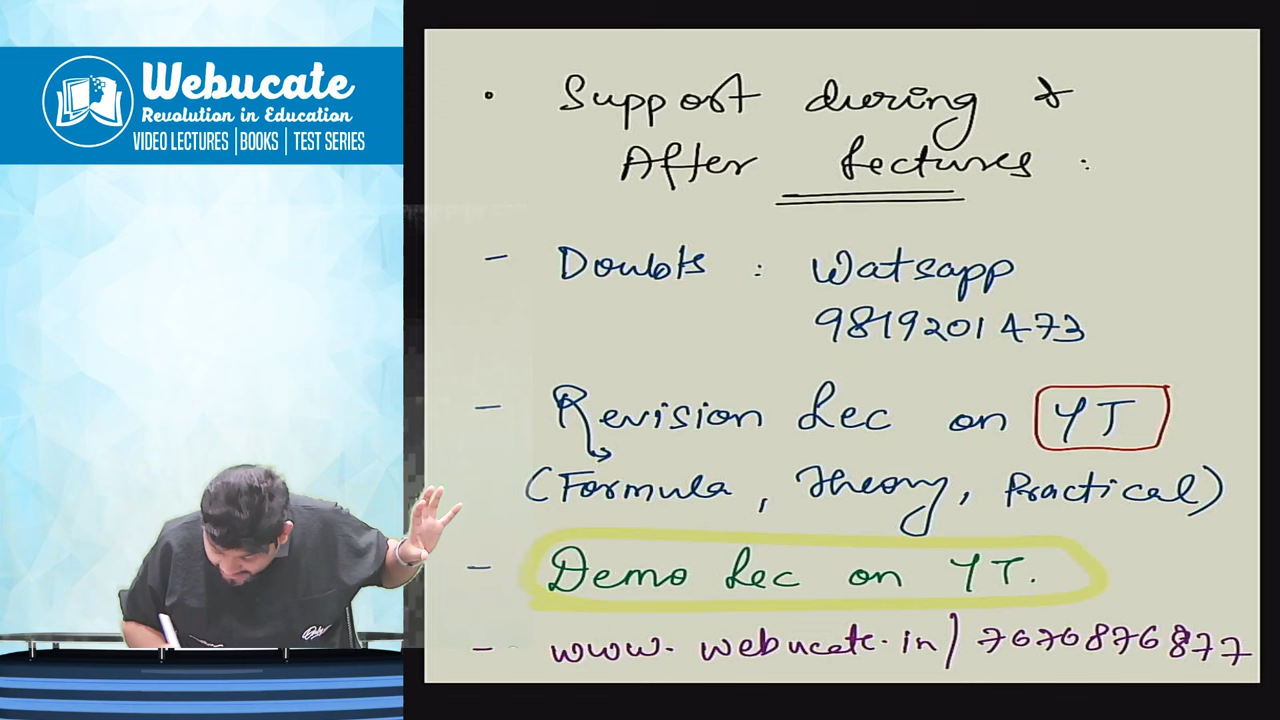 Webucate
Revolution in Education
VIDEO LECTURES | BOOKS | TEST SERIES
• Support during &
After Lectures :
- Doubts : Watsapp
9819201473
- Revision Lec on YT
(Formula, Theory, Practical)
- Demo Lec on YT.
- www.webucate.in/7670876877